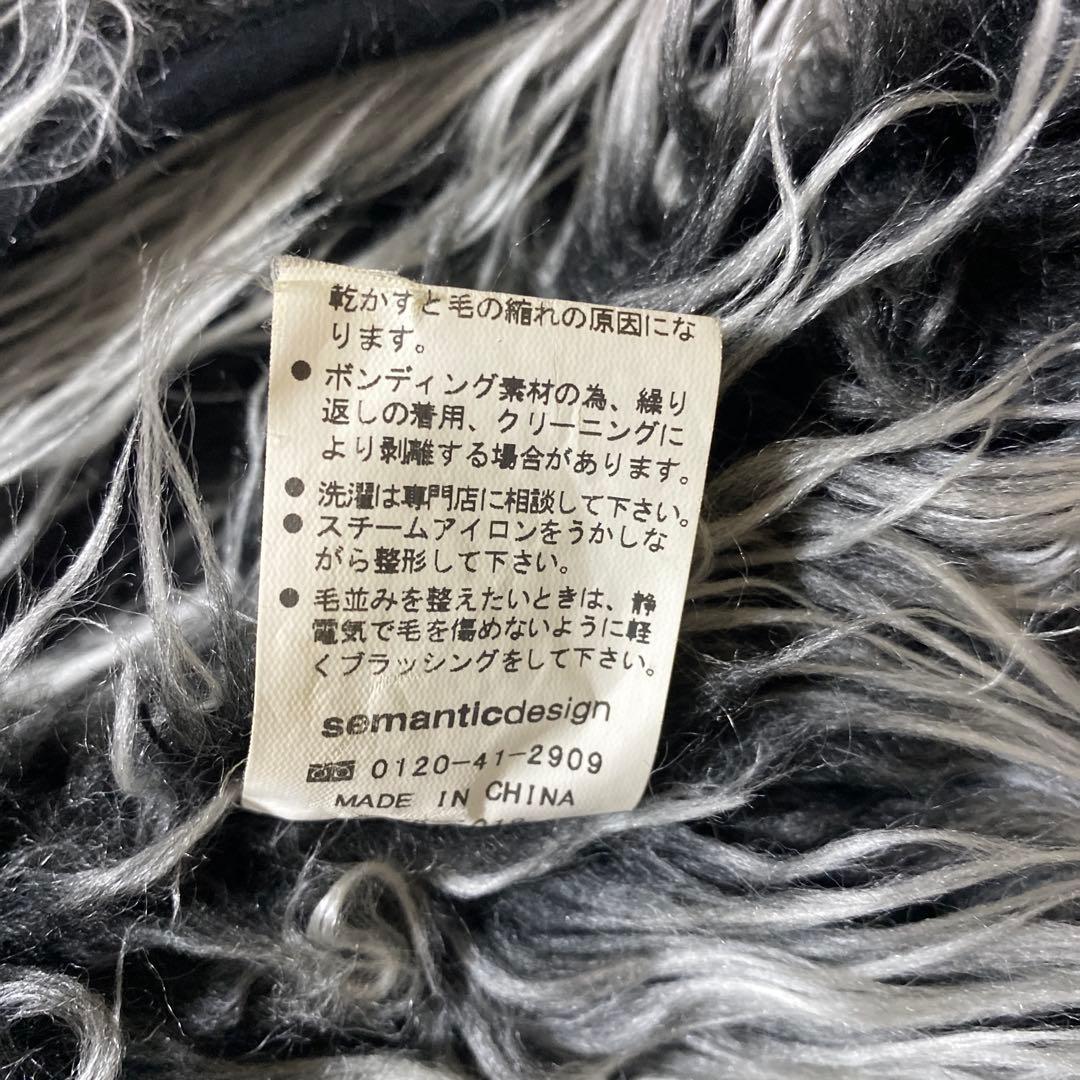 乾かすと毛の縮れの原因にな
ります。
●ボンディング素材の為、繰り
返しの着用、クリーニングに
より剥離する場合があります。
●洗濯は専門店に相談して下さい。
●スチームアイロンをうかしな
がら整形して下さい。
●毛並みを整えたいときは、静
電気で毛を傷めないように軽
くブラッシングをして下さい。
semanticdesign
0120-41-2909
MADE IN CHINA